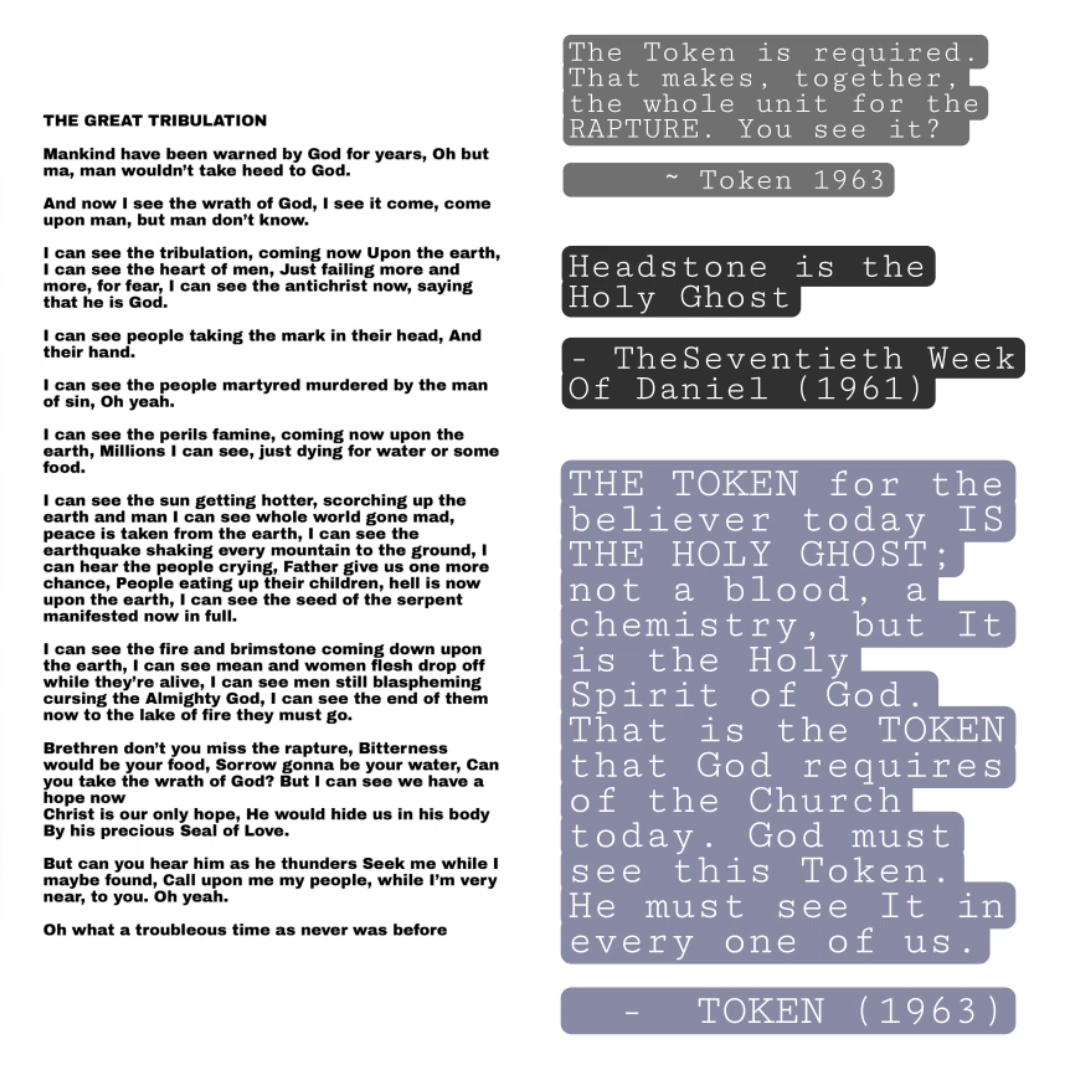 THE GREAT TRIBULATION
Mankind have been warned by God for years, Oh but
ma, man wouldn't take heed to God.
And now I see the wrath of God, I see it come, come
upon man, but man don't know.
I can see the tribulation, coming now Upon the earth,
I can see the heart of men, Just failing more and
more, for fear, I can see the antichrist now, saying
that he is God.
I can see people taking the mark in their head, And
their hand.
I can see the people martyred murdered by the man
of sin, Oh yeah.
I can see the perils famine, coming now upon the
earth, Millions I can see, just dying for water or some
food.
I can see the sun getting hotter, scorching up the
earth and man I can see whole world gone mad,
peace is taken from the earth, I can see the
earthquake shaking every mountain to the ground, I
can hear the people crying, Father give us one more
chance, People eating up their children, hell is now
upon the earth, I can see the seed of the serpent
manifested now in full.
I can see the fire and brimstone coming down upon
the earth, I can see mean and women flesh drop off
while they're alive, I can see men still blaspheming
cursing the Almighty God, I can see the end of them
now to the lake of fire they must go.
Brethren don't you miss the rapture, Bitterness
would be your food, Sorrow gonna be your water, Can
you take the wrath of God? But I can see we have a
hope now
Christ is our only hope, He would hide us in his body
By his precious Seal of Love.
But can you hear him as he thunders Seek me while I
maybe found, Call upon me my people, while I'm very
near, to you. Oh yeah.
Oh what a troubleous time as never was before
The Token is required.
That makes, together,
the whole unit for the
RAPTURE. You see it?
~ Token 1963
Headstone is the
Holy Ghost
- TheSeventieth Week
Of Daniel (1961)
THE TOKEN for the
believer today IS
THE HOLY GHOST;
not a blood, a
chemistry, but It
is the Holy
Spirit of God.
That is the TOKEN
that God requires
of the Church
today. God must
see this Token.
He must see It in
every one of us.
- TOKEN (1963)